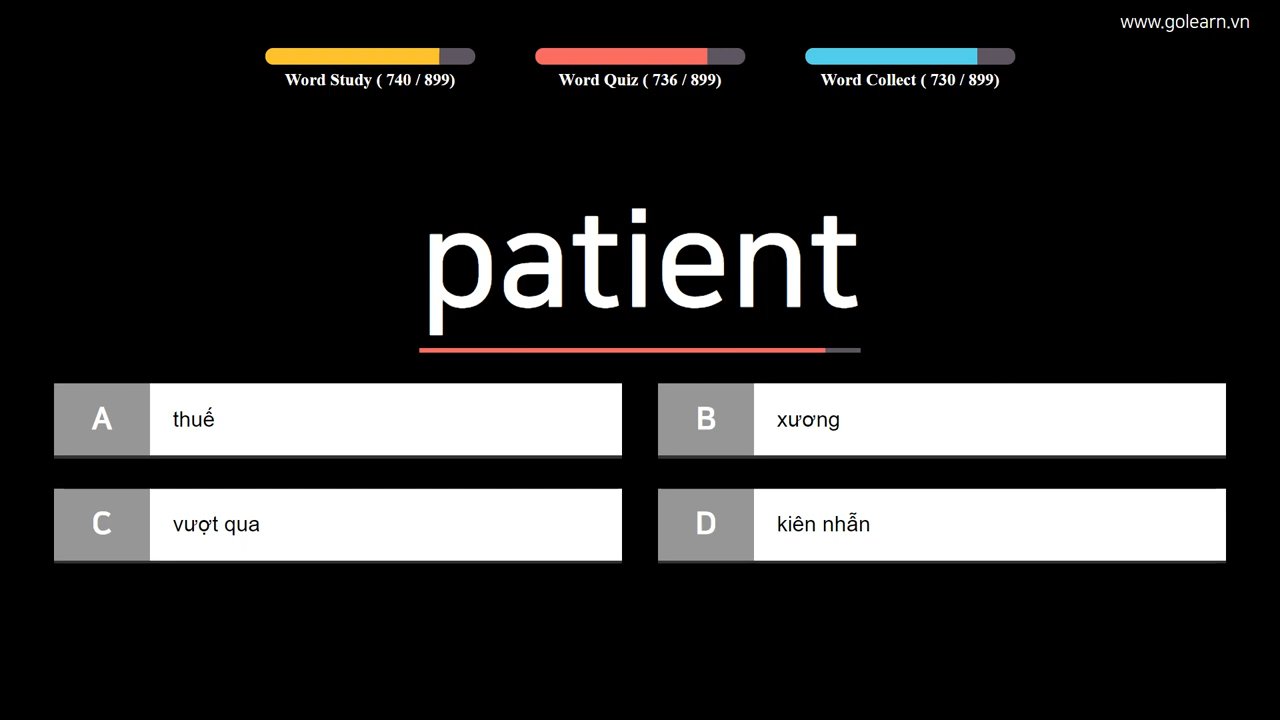 www.golearn.vn
Word Study ( 740 / 899)
Word Quiz ( 736 / 899)
Word Collect ( 730 / 899)
patient
A thuế
B xương
C vượt qua
D kiên nhẫn